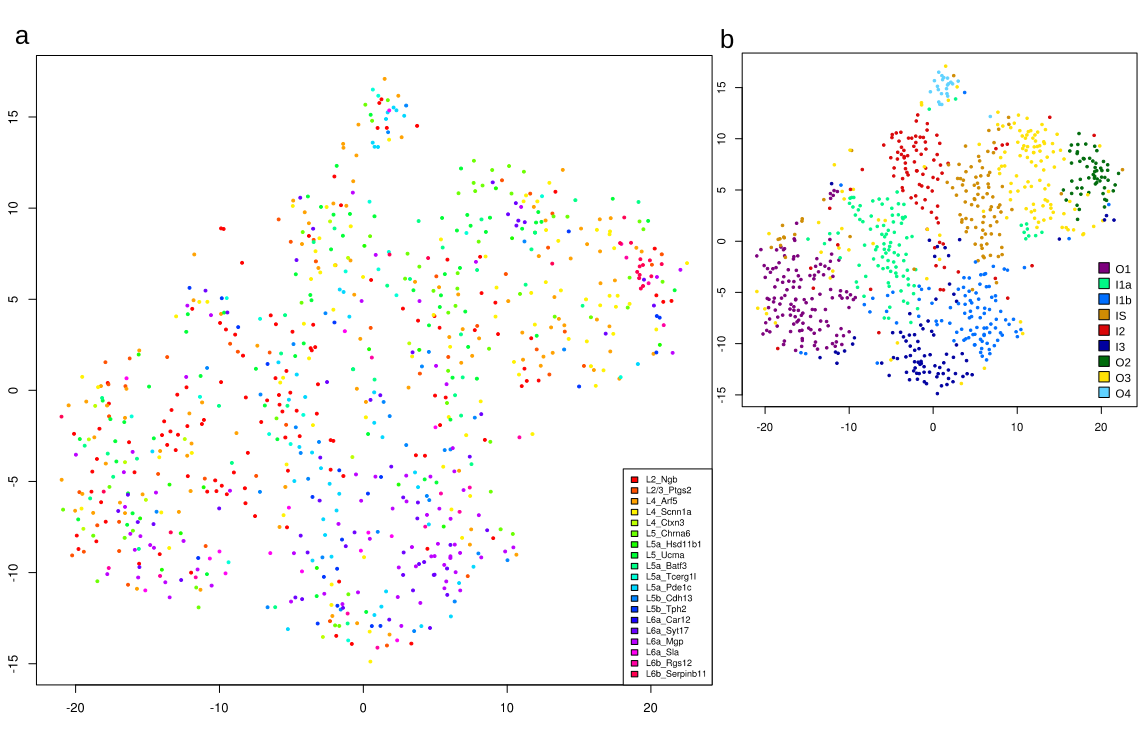 a
b
15
10
5
0
-5
-10
-15
-20
-10
0
10
20
L2_Ngb
L2/3_Ptgs2
L4_Arf5
L4_Scnn1a
L4_Ctxn3
L5_Chrna6
L5a_Hsd11b1
L5_Ucma
L5a_Batf3
L5a_Tcerg1l
L5a_Pde1c
L5b_Cdh13
L5b_Tph2
L6a_Car12
L6a_Syt17
L6a_Mgp
L6a_Sla
L6b_Rgs12
L6b_Serpinb11
15
10
5
0
-5
-10
-15
-20
-10
0
10
20
O1
I1a
I1b
IS
I2
I3
O2
O3
O4